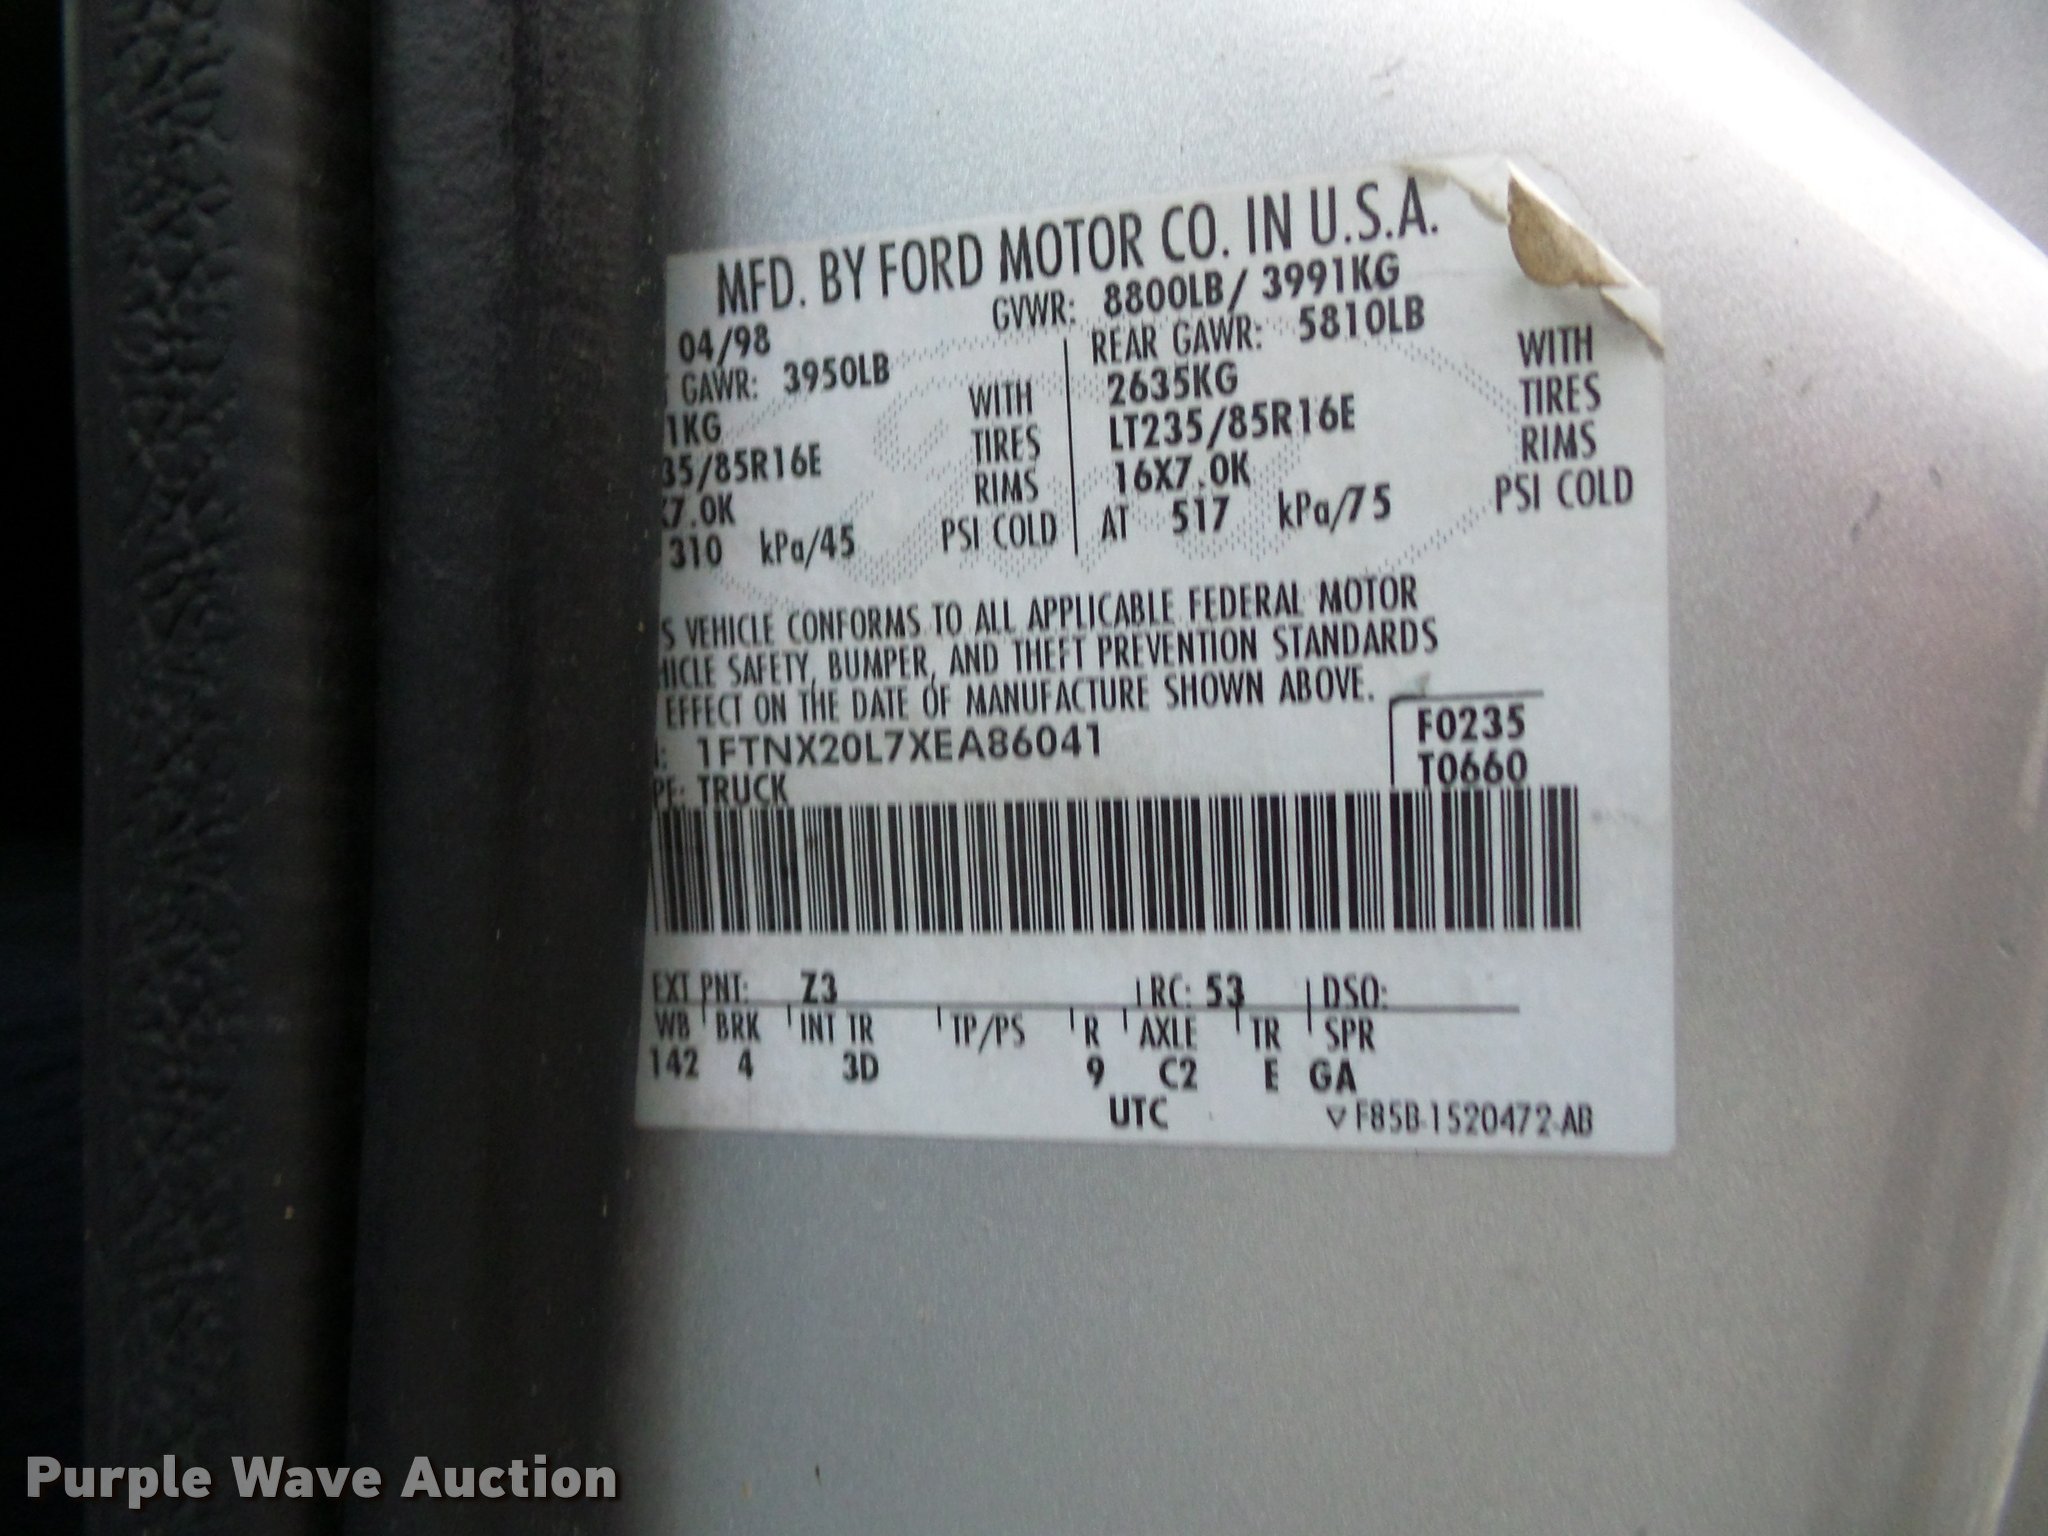 MFD. BY FORD MOTOR CO. IN U.S.A.
04/98 GVWR: 8800LB/ 3991KG
GAWR: 3950LB REAR GAWR: 5810LB
1KG WITH 2635KG WITH
35/85R16E TIRES LT235/85R16E TIRES
7.0K RIMS 16X7.0K RIMS
310 kPa/45 PSI COLD AT 517 kPa/75 PSI COLD
S VEHICLE CONFORMS TO ALL APPLICABLE FEDERAL MOTOR
HICLE SAFETY, BUMPER, AND THEFT PREVENTION STANDARDS
EFFECT ON THE DATE OF MANUFACTURE SHOWN ABOVE.
: 1FTNX20L7XEA86041 F0235
PE: TRUCK T0660
EXT PNT: Z3 RC: 53 DSO:
WB BRK INT TR TP/PS R AXLE TR SPR
142 4 3D 9 C2 E GA
UTC ▽F85B-1520472-AB
Purple Wave Auction